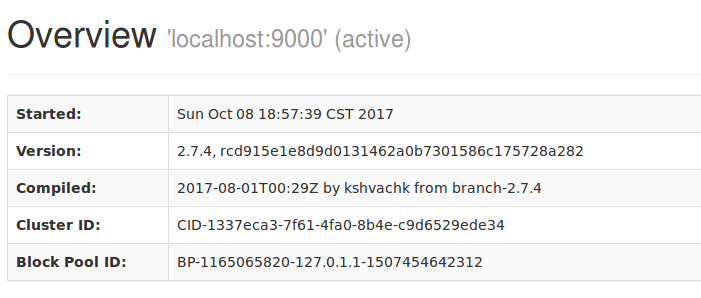 Overview 'localhost:9000' (active)
Started: Sun Oct 08 18:57:39 CST 2017
Version: 2.7.4, rcd915e1e8d9d0131462a0b7301586c175728a282
Compiled: 2017-08-01T00:29Z by kshvachk from branch-2.7.4
Cluster ID: CID-1337eca3-7f61-4fa0-8b4e-c9d6529ede34
Block Pool ID: BP-1165065820-127.0.1.1-1507454642312